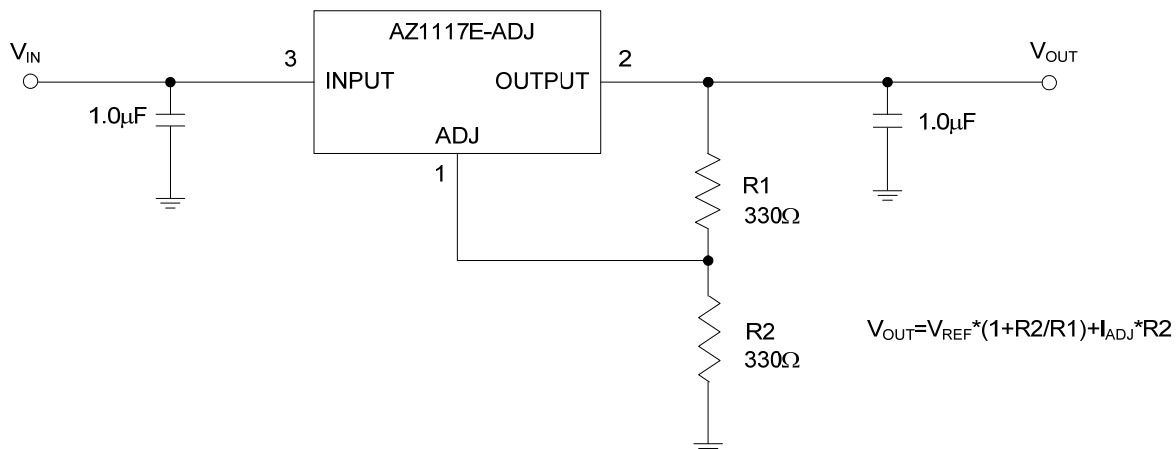 AZ1117E-ADJ
V_IN
3
INPUT
OUTPUT
2
V_OUT
1.0μF
ADJ
1
1.0μF
R1
330Ω
R2
330Ω
V_OUT=V_REF*(1+R2/R1)+I_ADJ*R2